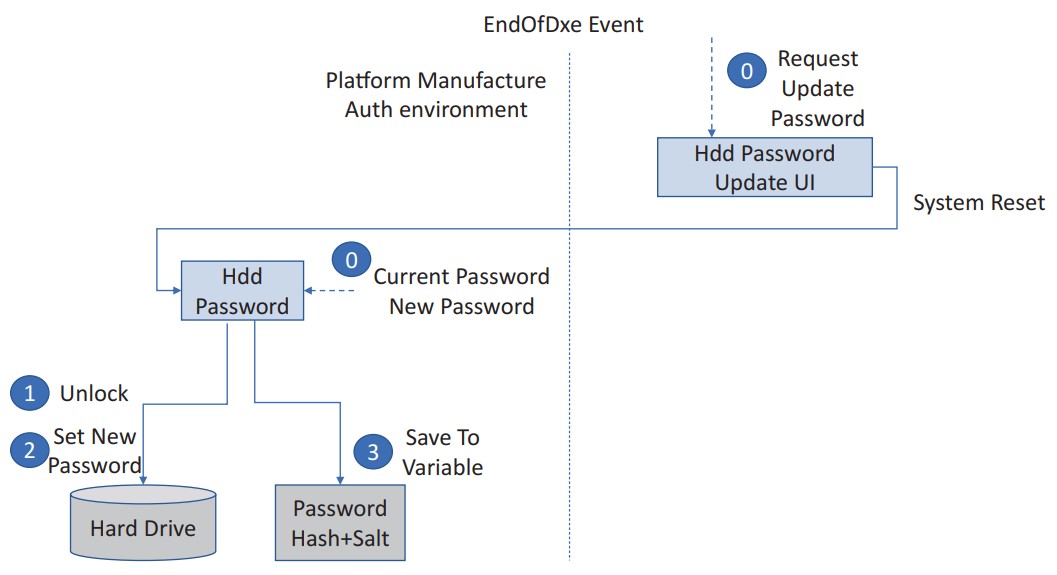 EndOfDxe Event
Platform Manufacture
Auth environment
0
Request
Update
Password
Hdd Password
Update UI
System Reset
Hdd
Password
0
Current Password
New Password
1
Unlock
2
Set New
Password
3
Save To
Variable
Hard Drive
Password
Hash+Salt